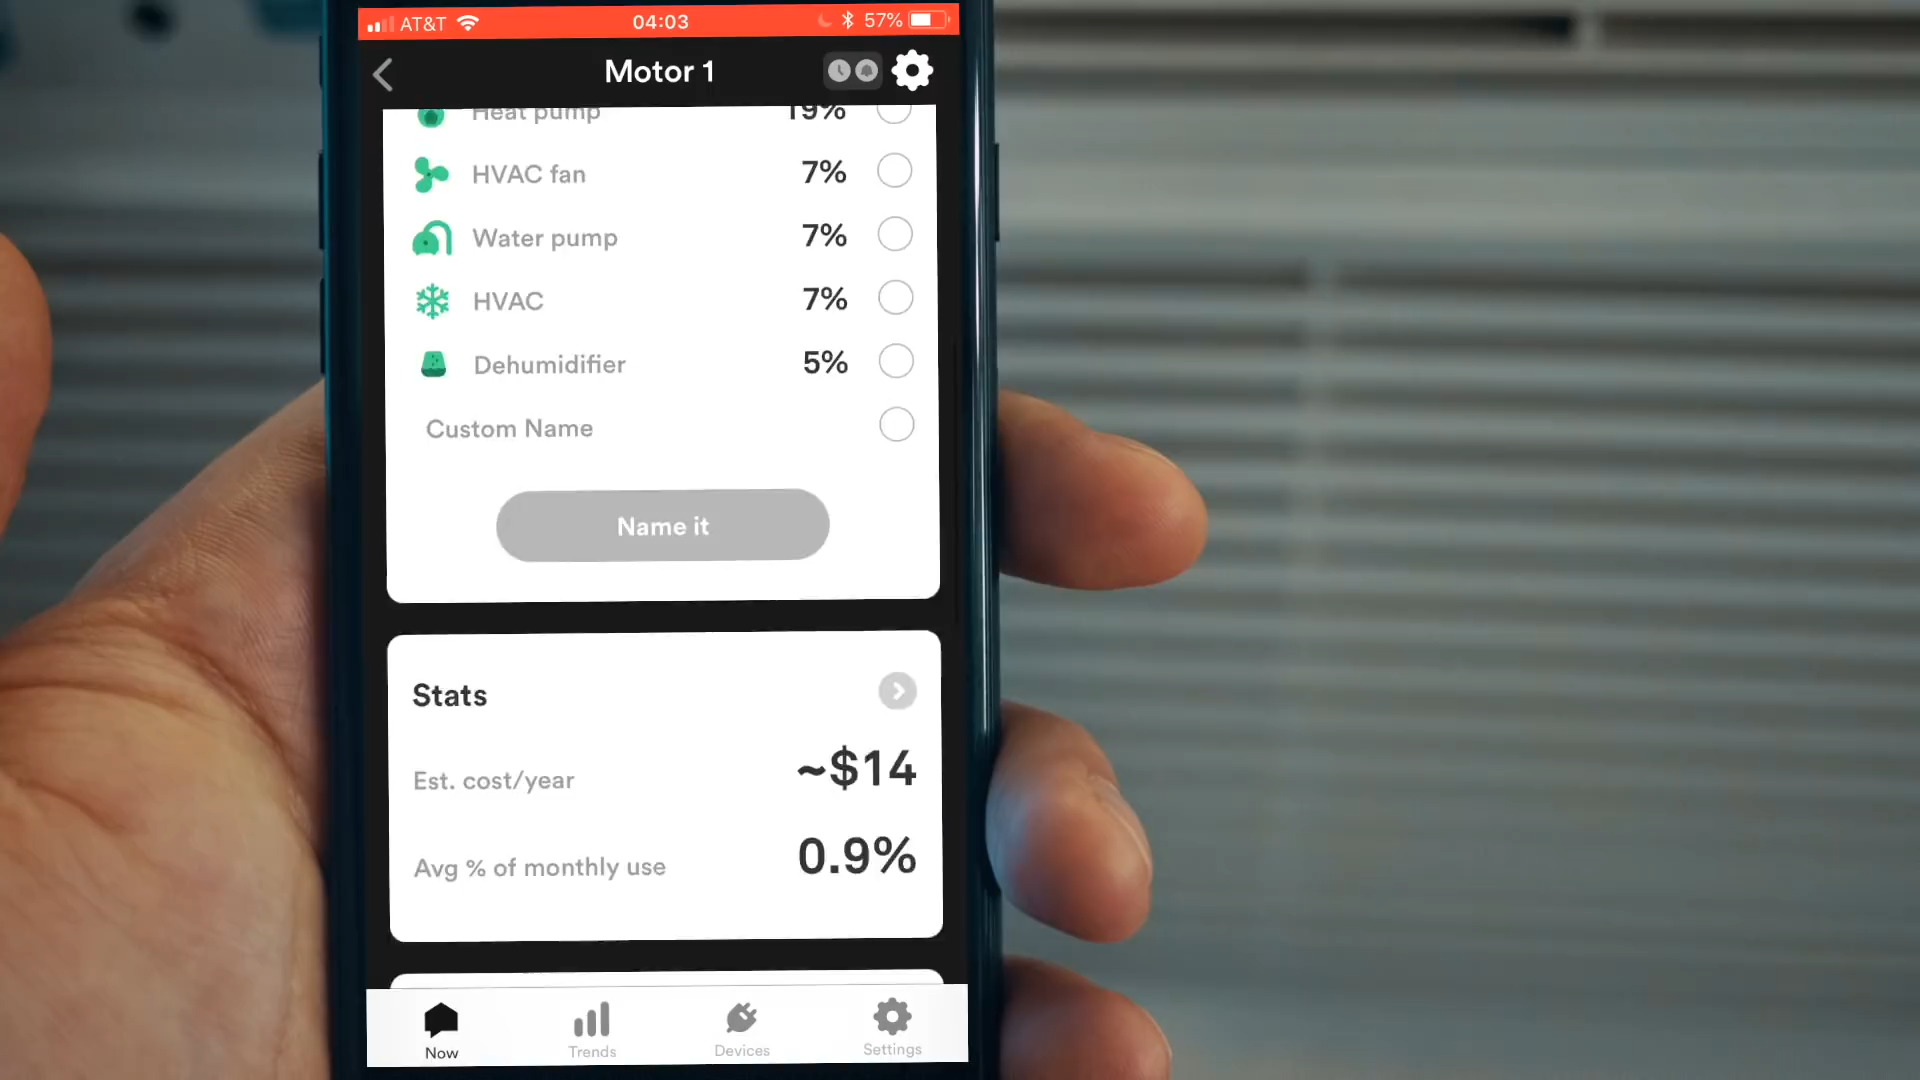 AT&T 04:03 57%
Motor 1
Heat pump 19%
HVAC fan 7%
Water pump 7%
HVAC 7%
Dehumidifier 5%
Custom Name
Name it
Stats
Est. cost/year ~$14
Avg % of monthly use 0.9%
Now Trends Devices Settings